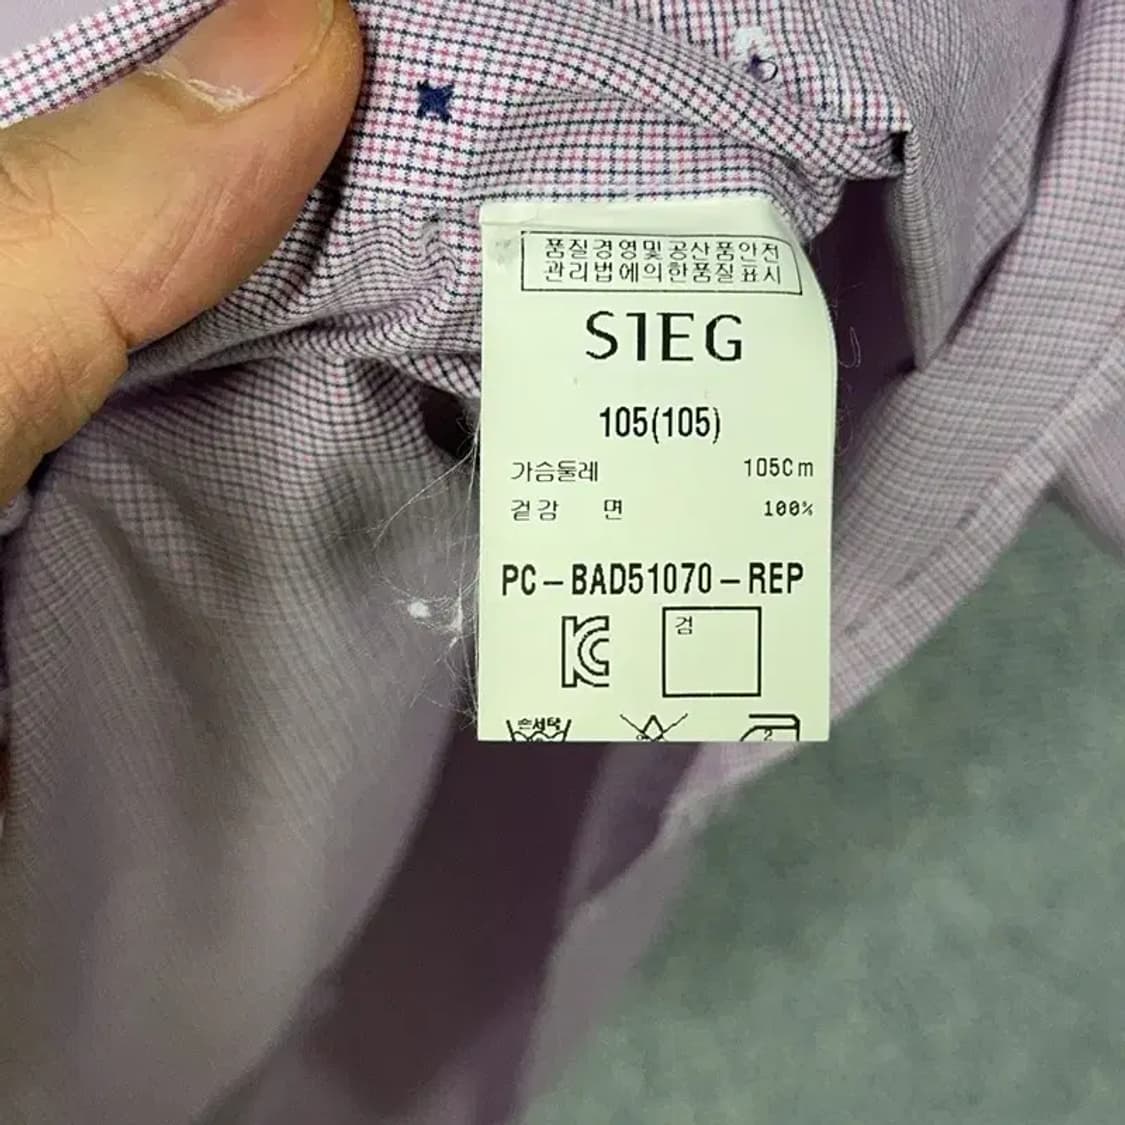 품질경영및공산품안전
관리법에의한품질표시
SIEG
105(105)
가슴둘레 105Cm
겉감 면 100%
PC-BAD51070-REP
KC
검
손세탁
2